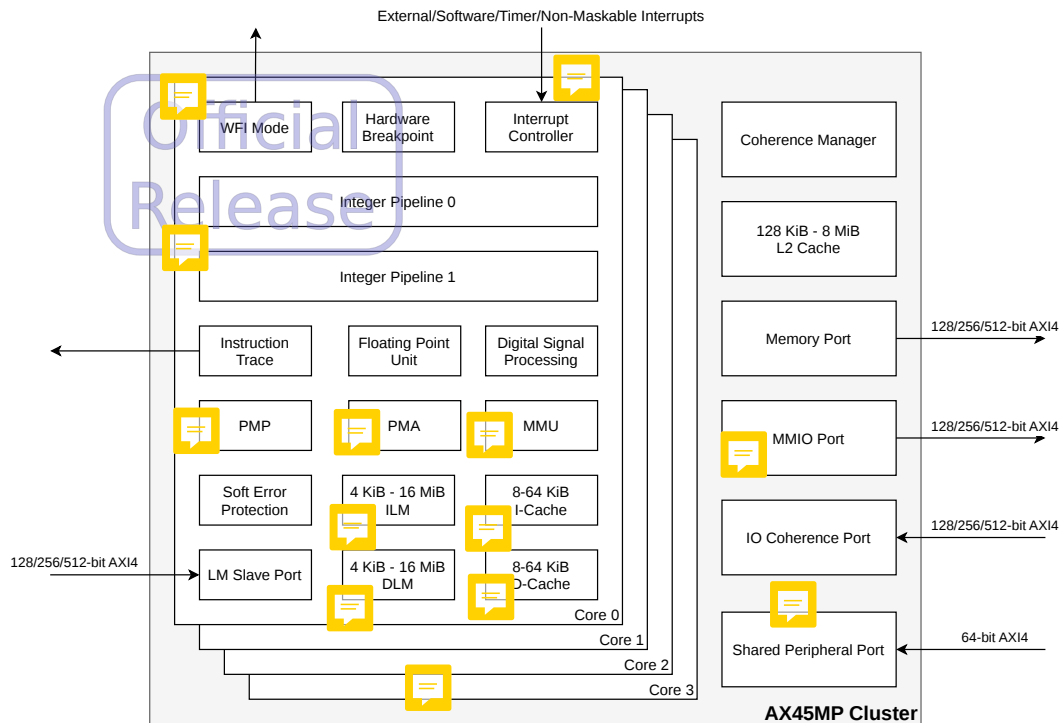 External/Software/Timer/Non-Maskable Interrupts
Official
Release
WFI Mode
Hardware
Breakpoint
Interrupt
Controller
Coherence Manager
Integer Pipeline 0
128 KiB - 8 MiB
L2 Cache
Integer Pipeline 1
Instruction
Trace
Floating Point
Unit
Digital Signal
Processing
Memory Port
128/256/512-bit AXI4
PMP
PMA
MMU
MMIO Port
128/256/512-bit AXI4
Soft Error
Protection
4 KiB - 16 MiB
ILM
8-64 KiB
I-Cache
IO Coherence Port
128/256/512-bit AXI4
128/256/512-bit AXI4
LM Slave Port
4 KiB - 16 MiB
DLM
8-64 KiB
D-Cache
Core 0
Core 1
Core 2
Core 3
Shared Peripheral Port
64-bit AXI4
AX45MP Cluster